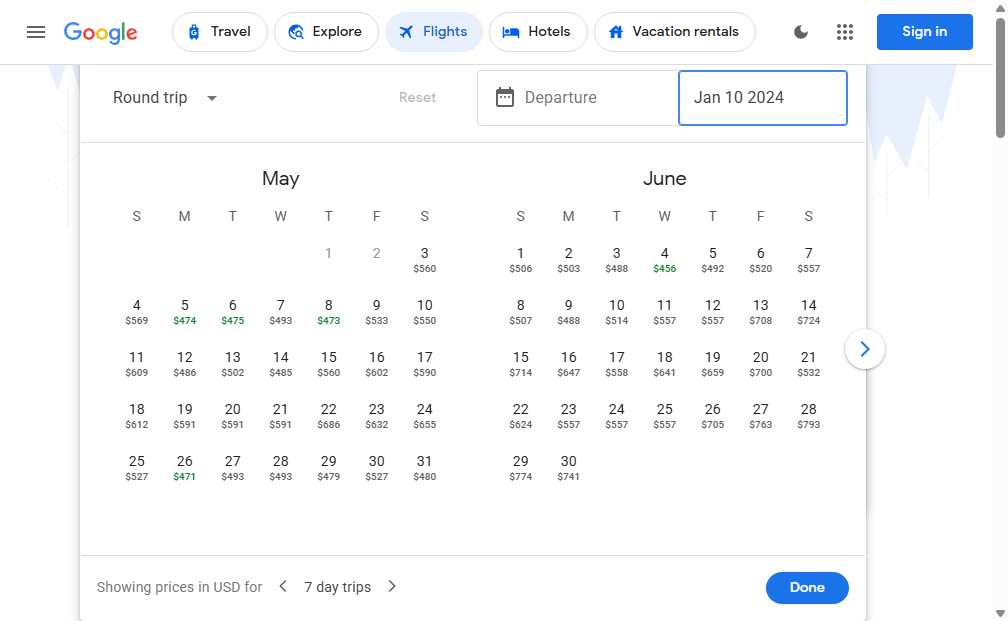 Google
Travel
Explore
Flights
Hotels
Vacation rentals
Sign in
Round trip
Reset
Departure
Jan 10 2024
May
S M T W T F S
1 2 3
$560
4 5 6 7 8 9 10
$569 $474 $475 $493 $473 $533 $550
11 12 13 14 15 16 17
$609 $486 $502 $485 $560 $602 $590
18 19 20 21 22 23 24
$612 $591 $591 $591 $686 $632 $655
25 26 27 28 29 30 31
$527 $471 $493 $493 $479 $527 $480
June
S M T W T F S
1 2 3 4 5 6 7
$506 $503 $488 $456 $492 $520 $557
8 9 10 11 12 13 14
$507 $488 $514 $557 $557 $708 $724
15 16 17 18 19 20 21
$714 $647 $558 $641 $659 $700 $532
22 23 24 25 26 27 28
$624 $557 $557 $557 $705 $763 $793
29 30
$774 $741
Showing prices in USD for
7 day trips
Done